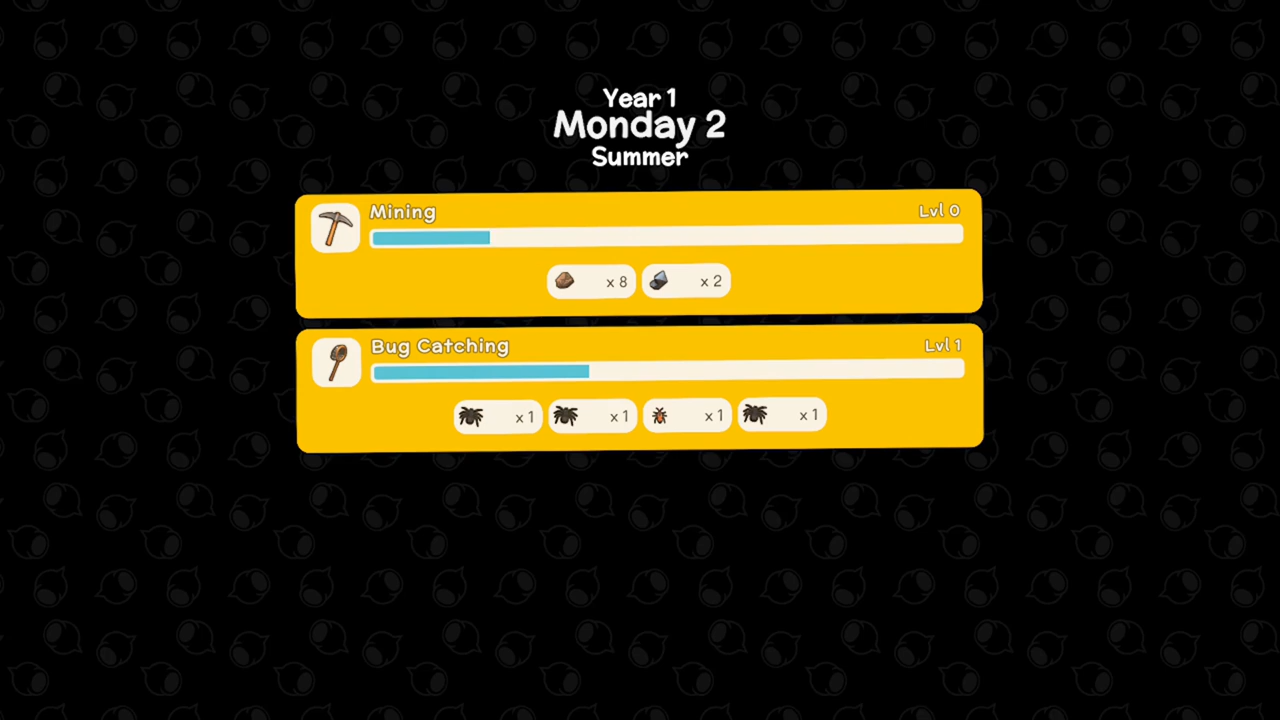 Year 1
Monday 2
Summer
Mining Lvl 0
x 8 x 2
Bug Catching Lvl 1
x 1 x 1 x 1 x 1